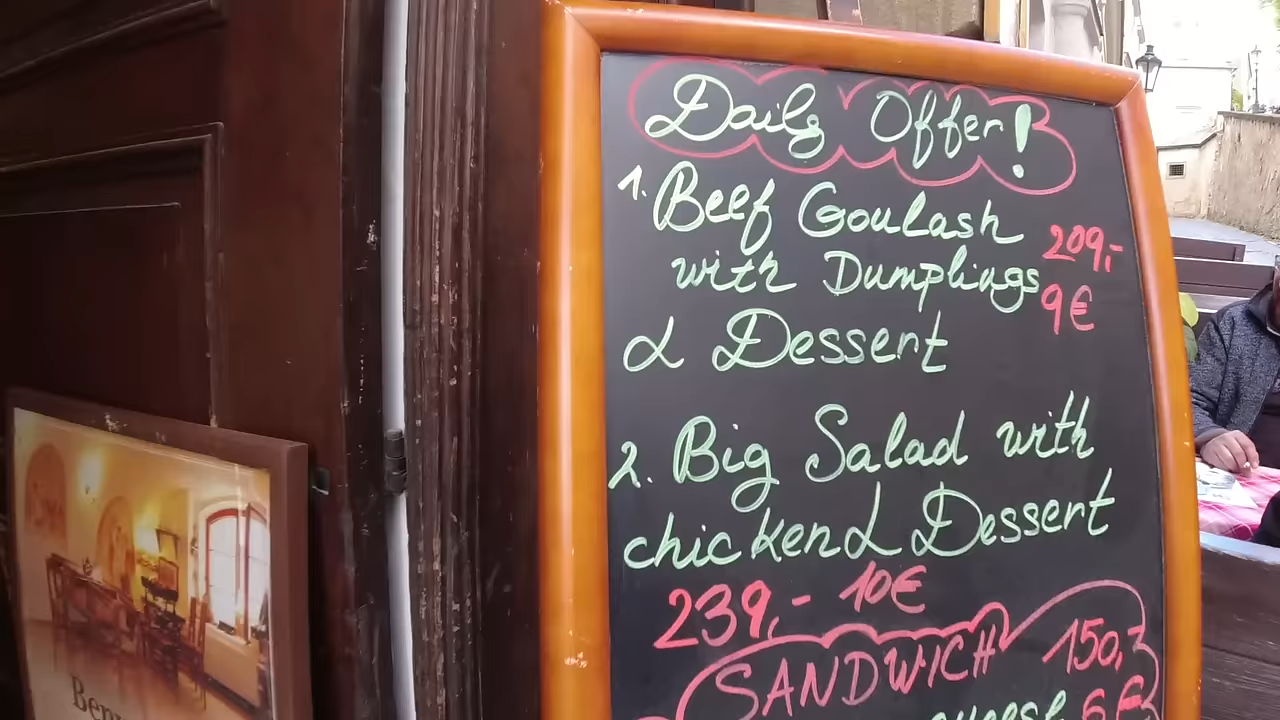 Daily Offer!
1. Beef Goulash
with Dumplings 209,-
9€
& Dessert
2. Big Salad with
chicken & Dessert
239,- 10€
SANDWICH 150,-
cheese 6€